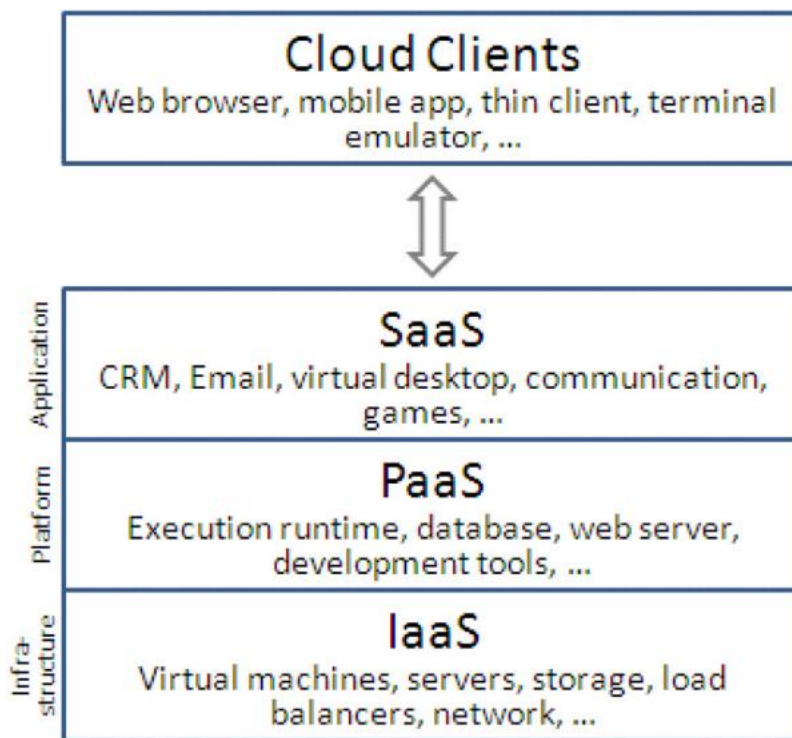 Cloud Clients
Web browser, mobile app, thin client, terminal
emulator, ...
Application
SaaS
CRM, Email, virtual desktop, communication,
games, ...
Platform
PaaS
Execution runtime, database, web server,
development tools, ...
Infra-
structure
IaaS
Virtual machines, servers, storage, load
balancers, network, ...